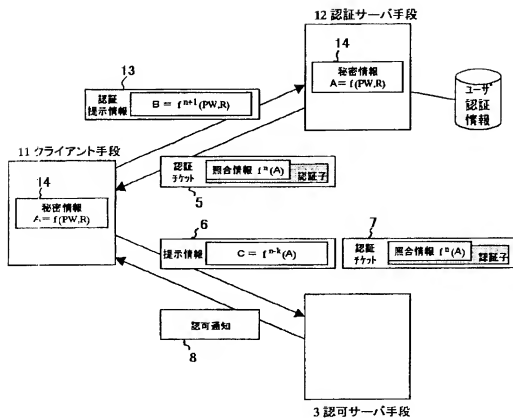 12 認証サーバ手段
14
秘密情報
A= f(PW,R)
ユーザ
認証
情報
13
認証
提示情報
B = f^{n+1}(PW,R)
11 クライアント手段
14
秘密情報
A= f(PW,R)
認証
チケット
照合情報 f^n(A)
認証子
5
6
提示情報
C = f^{n-k}(A)
7
認証
チケット
照合情報 f^n(A)
認証子
認可通知
8
3 認可サーバ手段